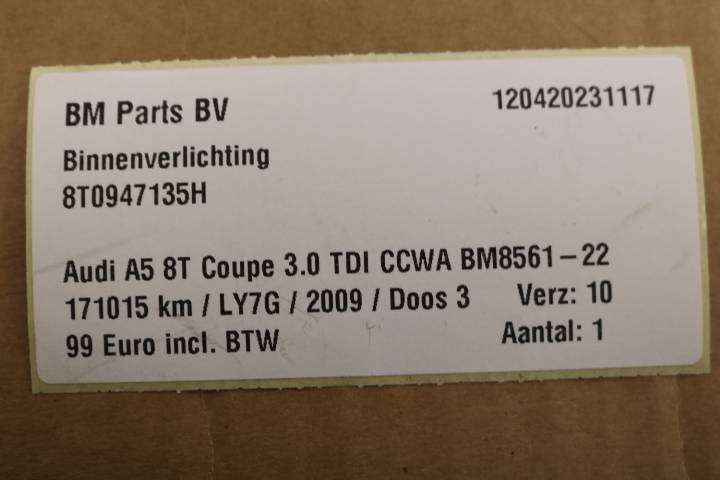 BM Parts BV 120420231117
Binnenverlichting
8T0947135H
Audi A5 8T Coupe 3.0 TDI CCWA BM8561-22
171015 km / LY7G / 2009 / Doos 3 Verz: 10
99 Euro incl. BTW Aantal: 1